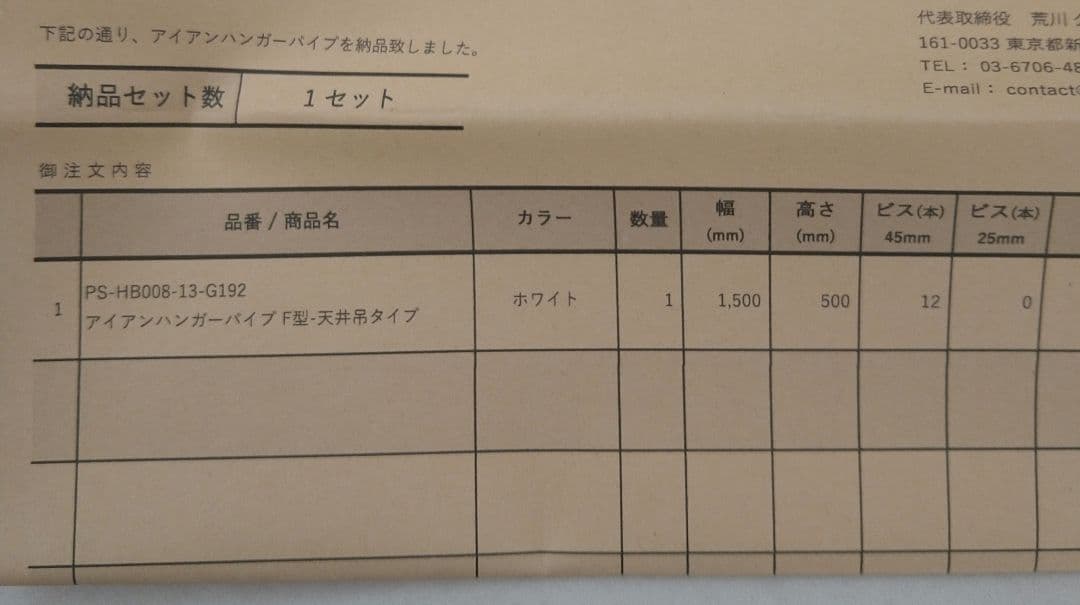 代表取締役 荒川
161-0033 東京都新
TEL： 03-6706-48
E-mail： contact@
下記の通り、アイアンハンガーパイプを納品致しました。
納品セット数 1セット
御注文内容
品番 / 商品名 カラー 数量 幅(mm) 高さ(mm) ビス(本)45mm ビス(本)25mm
1 PS-HB008-13-G192 ホワイト 1 1,500 500 12 0
アイアンハンガーパイプ F型-天井吊タイプ